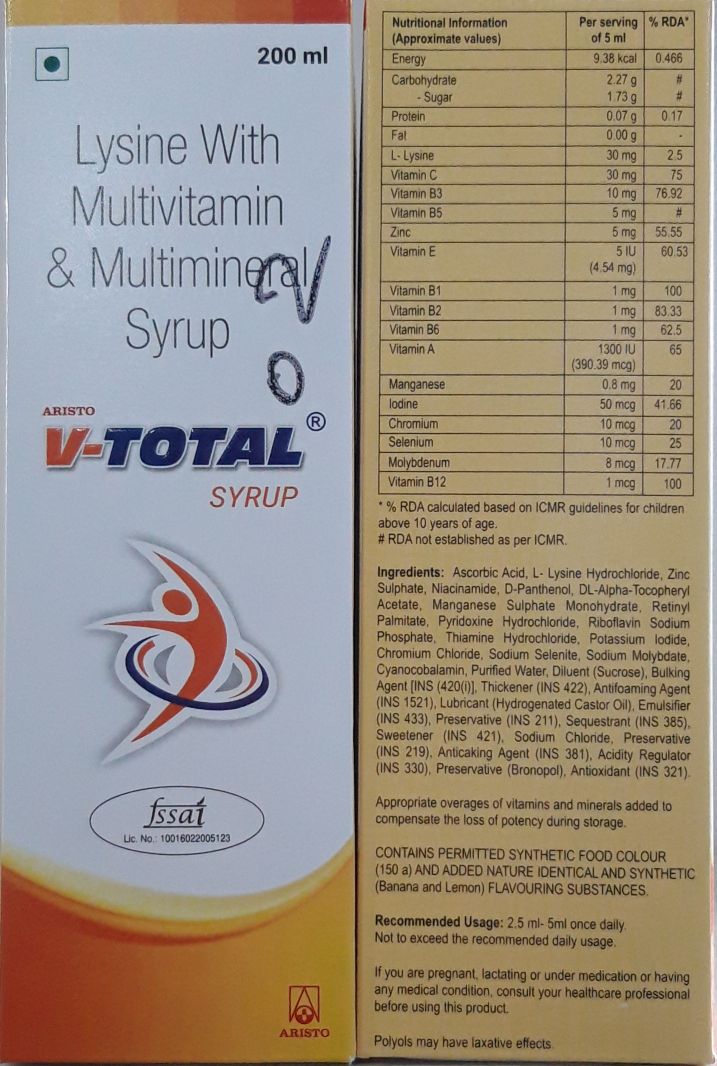 200 ml
Lysine With
Multivitamin
& Multimineral
Syrup
ARISTO
V-TOTAL®
SYRUP
fssai
Lic. No.: 10016022005123
ARISTO
Nutritional Information (Approximate values) Per serving of 5 ml % RDA*
Energy 9.38 kcal 0.466
Carbohydrate 2.27 g #
- Sugar 1.73 g #
Protein 0.07 g 0.17
Fat 0.00 g -
L- Lysine 30 mg 2.5
Vitamin C 30 mg 75
Vitamin B3 10 mg 76.92
Vitamin B5 5 mg #
Zinc 5 mg 55.55
Vitamin E 5 IU 60.53
(4.54 mg)
Vitamin B1 1 mg 100
Vitamin B2 1 mg 83.33
Vitamin B6 1 mg 62.5
Vitamin A 1300 IU 65
(390.39 mcg)
Manganese 0.8 mg 20
Iodine 50 mcg 41.66
Chromium 10 mcg 20
Selenium 10 mcg 25
Molybdenum 8 mcg 17.77
Vitamin B12 1 mcg 100
* % RDA calculated based on ICMR guidelines for children
above 10 years of age.
# RDA not established as per ICMR.
Ingredients: Ascorbic Acid, L- Lysine Hydrochloride, Zinc
Sulphate, Niacinamide, D-Panthenol, DL-Alpha-Tocopheryl
Acetate, Manganese Sulphate Monohydrate, Retinyl
Palmitate, Pyridoxine Hydrochloride, Riboflavin Sodium
Phosphate, Thiamine Hydrochloride, Potassium Iodide,
Chromium Chloride, Sodium Selenite, Sodium Molybdate,
Cyanocobalamin, Purified Water, Diluent (Sucrose), Bulking
Agent [INS (420(i)], Thickener (INS 422), Antifoaming Agent
(INS 1521), Lubricant (Hydrogenated Castor Oil), Emulsifier
(INS 433), Preservative (INS 211), Sequestrant (INS 385),
Sweetener (INS 421), Sodium Chloride, Preservative
(INS 219), Anticaking Agent (INS 381), Acidity Regulator
(INS 330), Preservative (Bronopol), Antioxidant (INS 321).
Appropriate overages of vitamins and minerals added to
compensate the loss of potency during storage.
CONTAINS PERMITTED SYNTHETIC FOOD COLOUR
(150 a) AND ADDED NATURE IDENTICAL AND SYNTHETIC
(Banana and Lemon) FLAVOURING SUBSTANCES.
Recommended Usage: 2.5 ml- 5ml once daily.
Not to exceed the recommended daily usage.
If you are pregnant, lactating or under medication or having
any medical condition, consult your healthcare professional
before using this product.
Polyols may have laxative effects.